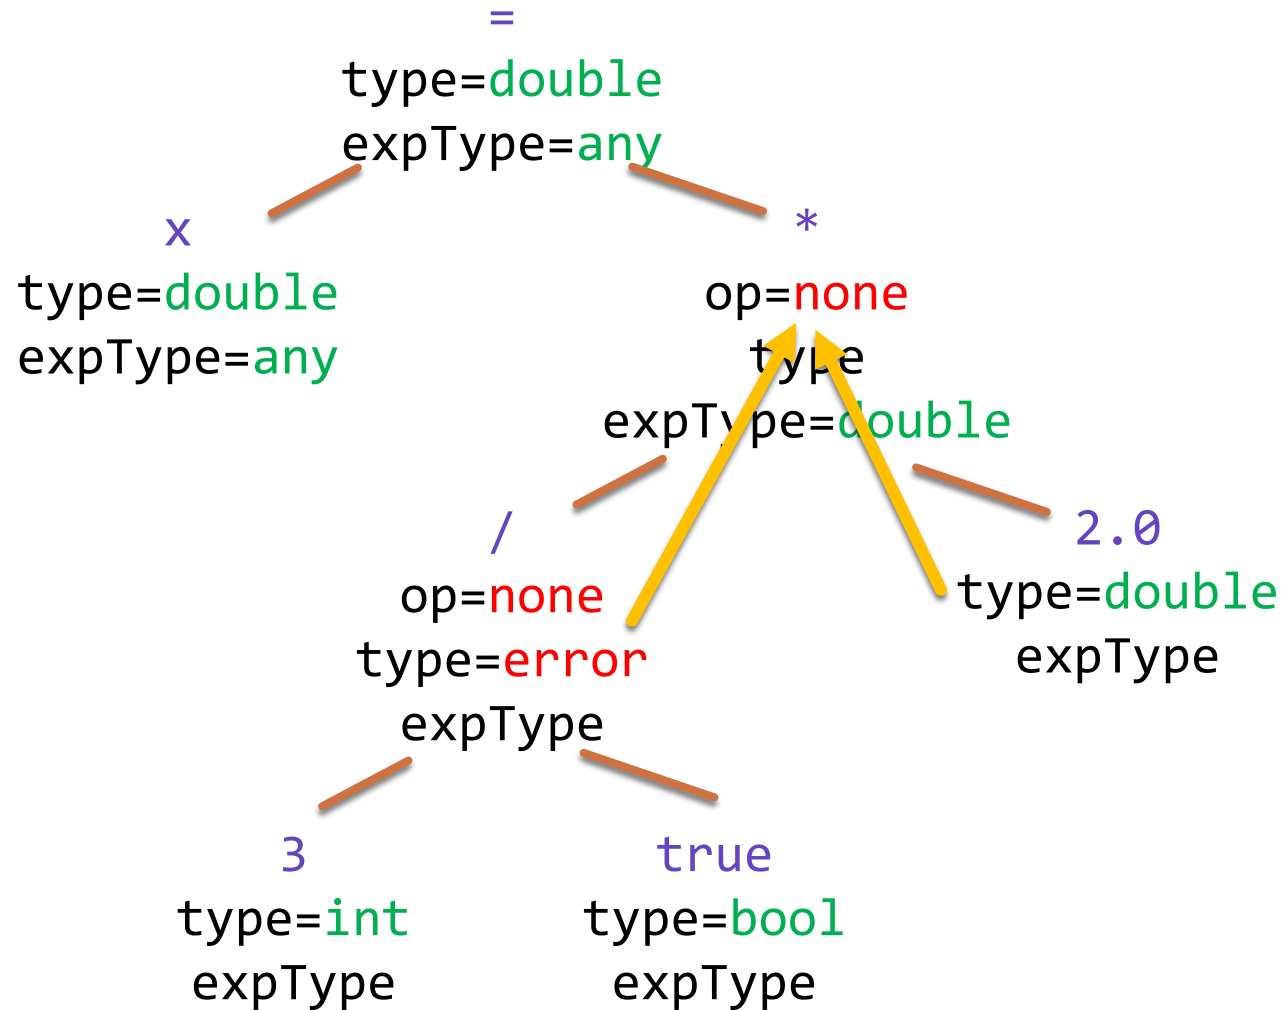 =
type=double
expType=any
x
type=double
expType=any
*
op=none
type
expType=double
/
op=none
type=error
expType
2.0
type=double
expType
3
type=int
expType
true
type=bool
expType